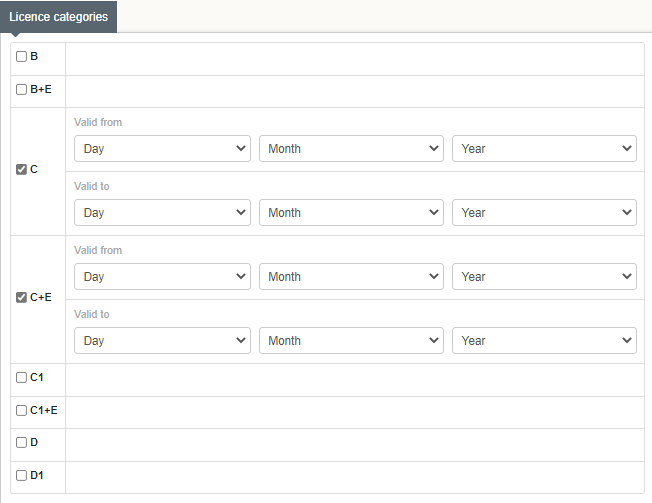 Licence categories
B
B+E
Valid from
Day Month Year
C
Valid to
Day Month Year
Valid from
Day Month Year
C+E
Valid to
Day Month Year
C1
C1+E
D
D1